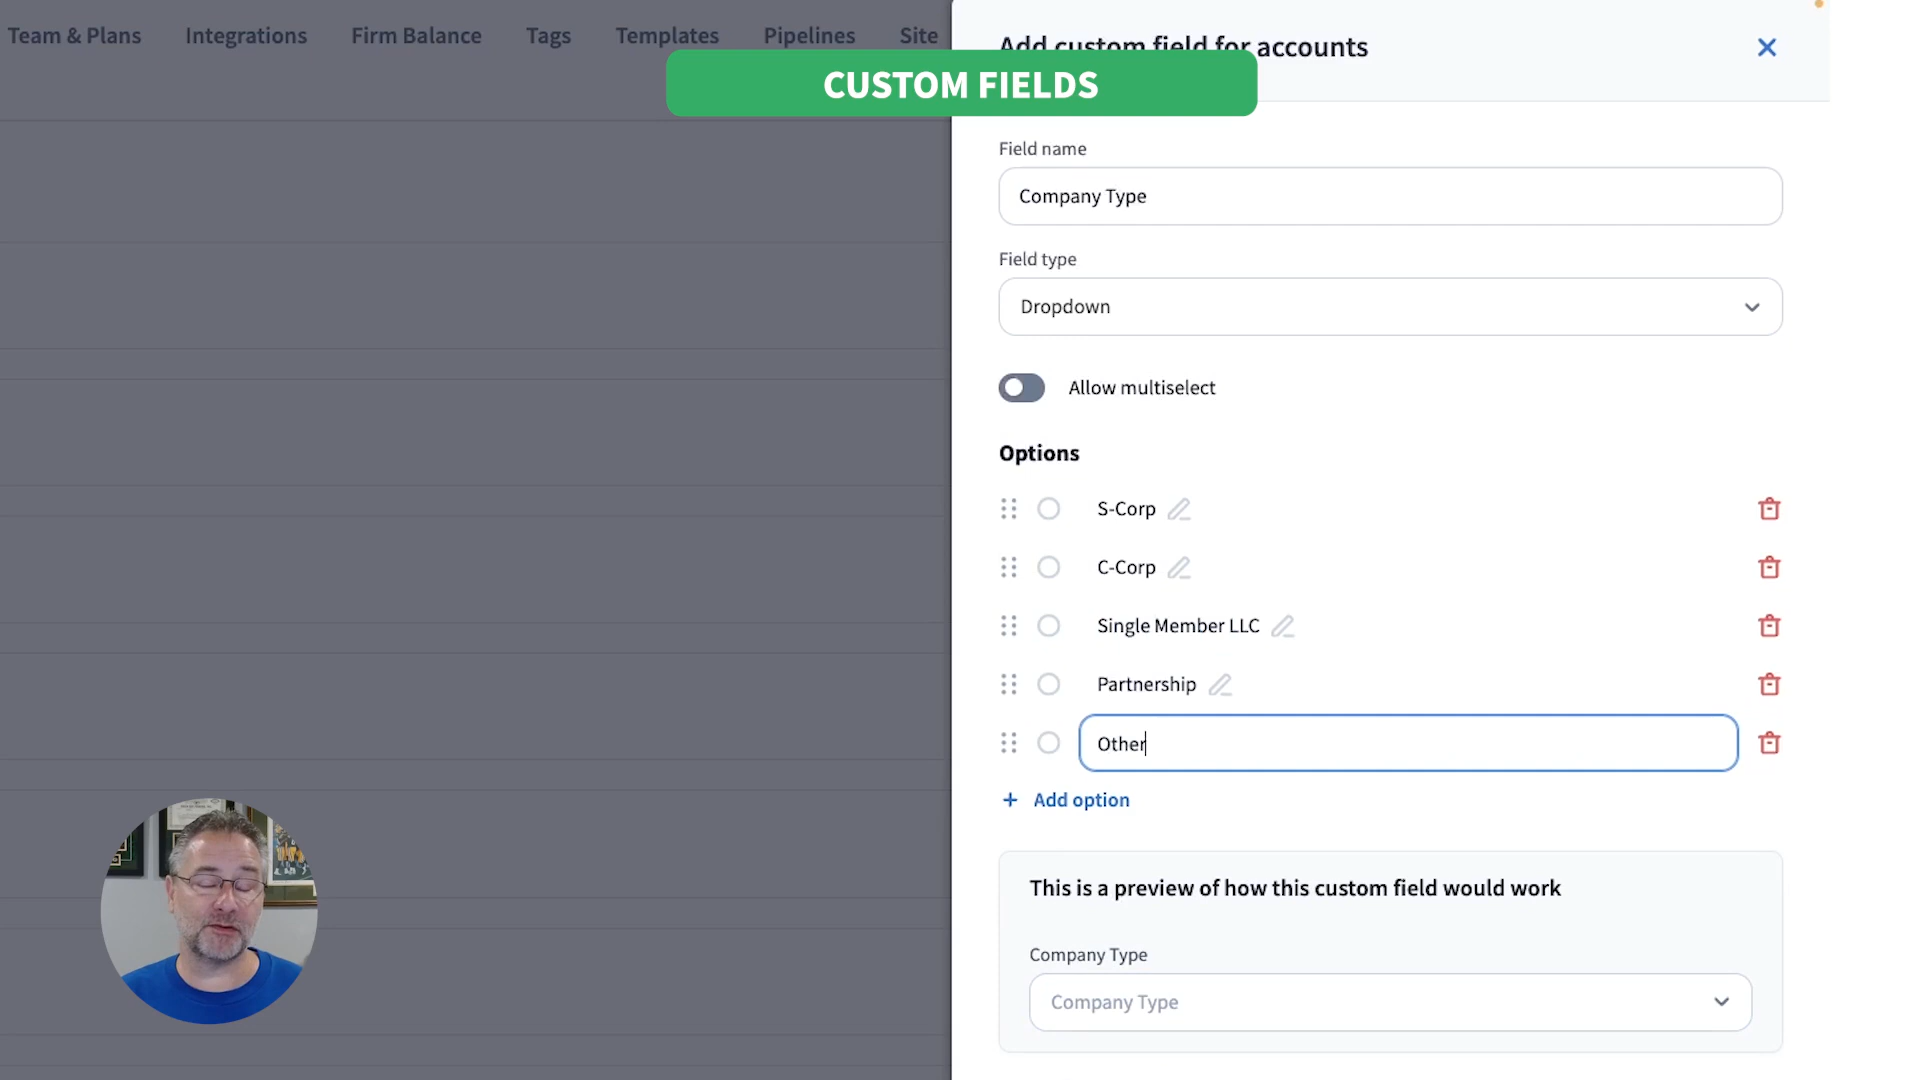 Team & Plans Integrations Firm Balance Tags Templates Pipelines Site
Add custom field for accounts
CUSTOM FIELDS
Field name
Company Type
Field type
Dropdown
Allow multiselect
Options
S-Corp
C-Corp
Single Member LLC
Partnership
Other
+ Add option
This is a preview of how this custom field would work
Company Type
Company Type